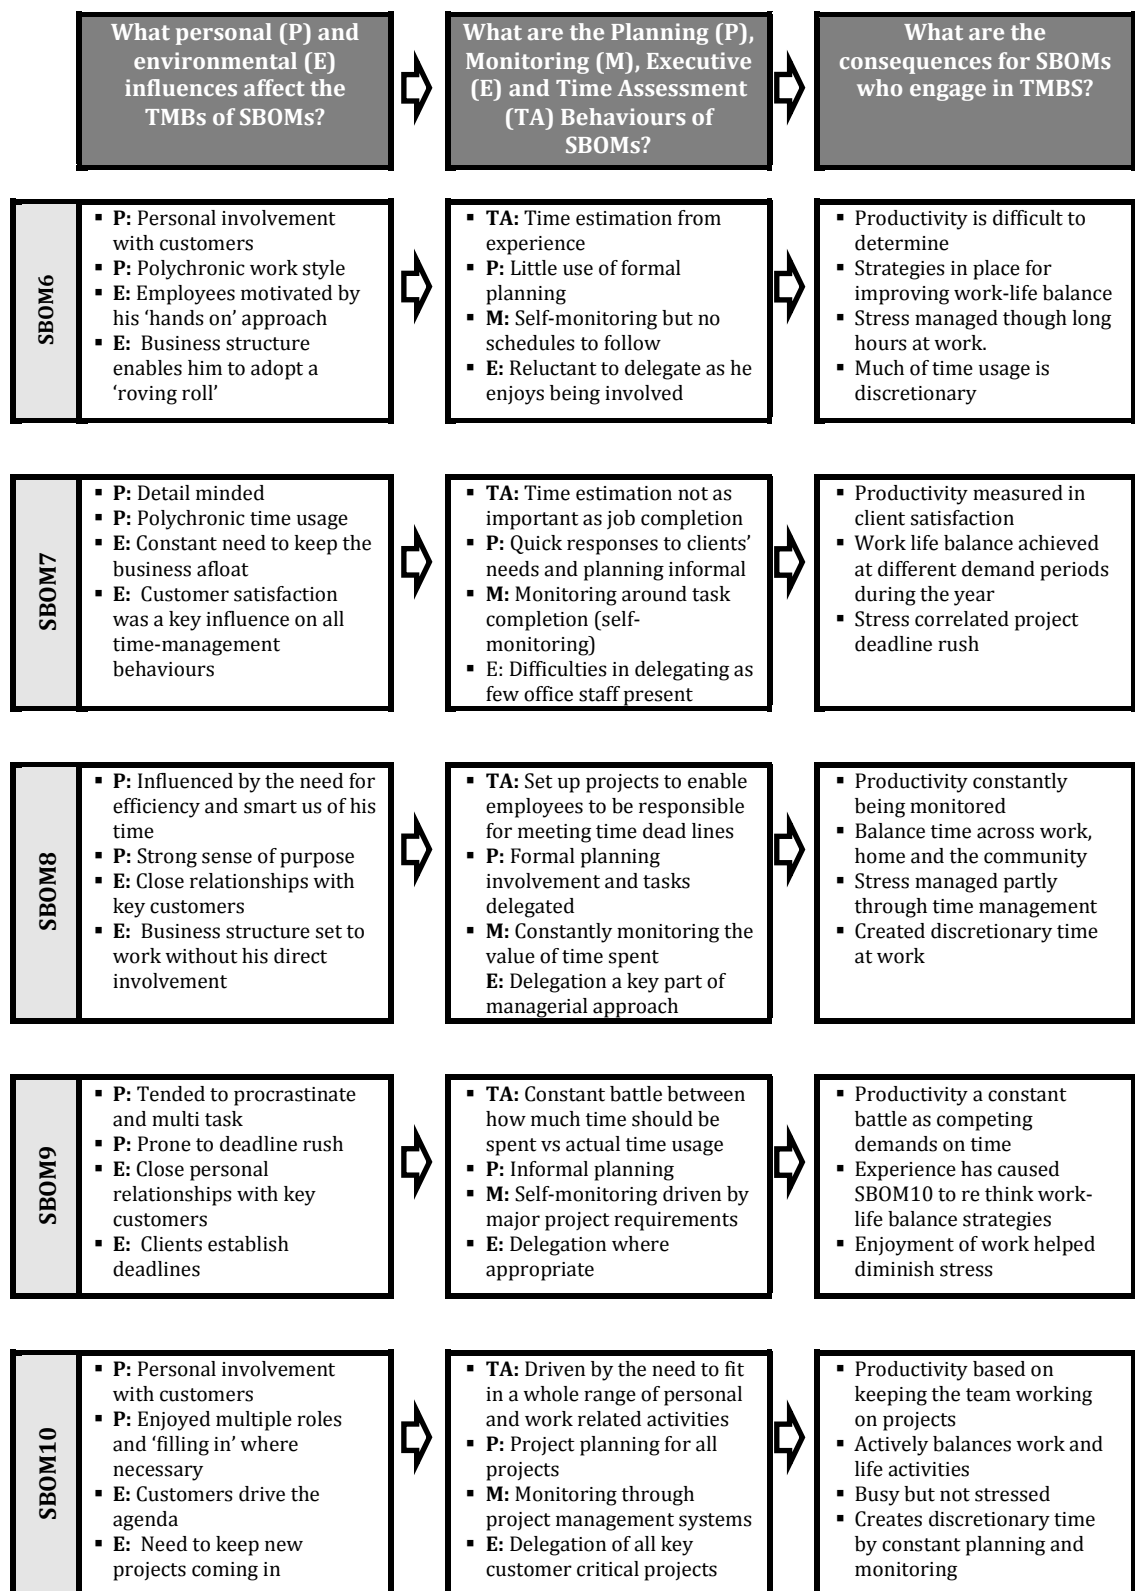 What personal (P) and
environmental (E)
influences affect the
TMBs of SBOMs?
What are the Planning (P),
Monitoring (M), Executive
(E) and Time Assessment
(TA) Behaviours of
SBOMs?
What are the
consequences for SBOMs
who engage in TMBS?
SBOM6
▪ P: Personal involvement
with customers
▪ P: Polychronic work style
▪ E: Employees motivated by
his ‘hands on’ approach
▪ E: Business structure
enables him to adopt a
‘roving roll’
▪ TA: Time estimation from
experience
▪ P: Little use of formal
planning
▪ M: Self-monitoring but no
schedules to follow
▪ E: Reluctant to delegate as he
enjoys being involved
▪ Productivity is difficult to
determine
▪ Strategies in place for
improving work-life balance
▪ Stress managed though long
hours at work.
▪ Much of time usage is
discretionary
SBOM7
▪ P: Detail minded
▪ P: Polychronic time usage
▪ E: Constant need to keep the
business afloat
▪ E: Customer satisfaction
was a key influence on all
time-management
behaviours
▪ TA: Time estimation not as
important as job completion
▪ P: Quick responses to clients’
needs and planning informal
▪ M: Monitoring around task
completion (self-
monitoring)
▪ E: Difficulties in delegating as
few office staff present
▪ Productivity measured in
client satisfaction
▪ Work life balance achieved
at different demand periods
during the year
▪ Stress correlated project
deadline rush
SBOM8
▪ P: Influenced by the need for
efficiency and smart us of his
time
▪ P: Strong sense of purpose
▪ E: Close relationships with
key customers
▪ E: Business structure set to
work without his direct
involvement
▪ TA: Set up projects to enable
employees to be responsible
for meeting time dead lines
▪ P: Formal planning
involvement and tasks
delegated
▪ M: Constantly monitoring the
value of time spent
E: Delegation a key part of
managerial approach
▪ Productivity constantly
being monitored
▪ Balance time across work,
home and the community
▪ Stress managed partly
through time management
▪ Created discretionary time
at work
SBOM9
▪ P: Tended to procrastinate
and multi task
▪ P: Prone to deadline rush
▪ E: Close personal
relationships with key
customers
▪ E: Clients establish
deadlines
▪ TA: Constant battle between
how much time should be
spent vs actual time usage
▪ P: Informal planning
▪ M: Self-monitoring driven by
major project requirements
▪ E: Delegation where
appropriate
▪ Productivity a constant
battle as competing
demands on time
▪ Experience has caused
SBOM10 to re think work-
life balance strategies
▪ Enjoyment of work helped
diminish stress
SBOM10
▪ P: Personal involvement
with customers
▪ P: Enjoyed multiple roles
and ‘filling in’ where
necessary
▪ E: Customers drive the
agenda
▪ E: Need to keep new
projects coming in
▪ TA: Driven by the need to fit
in a whole range of personal
and work related activities
▪ P: Project planning for all
projects
▪ M: Monitoring through
project management systems
▪ E: Delegation of all key
customer critical projects
▪ Productivity based on
keeping the team working
on projects
▪ Actively balances work and
life activities
▪ Busy but not stressed
▪ Creates discretionary time
by constant planning and
monitoring